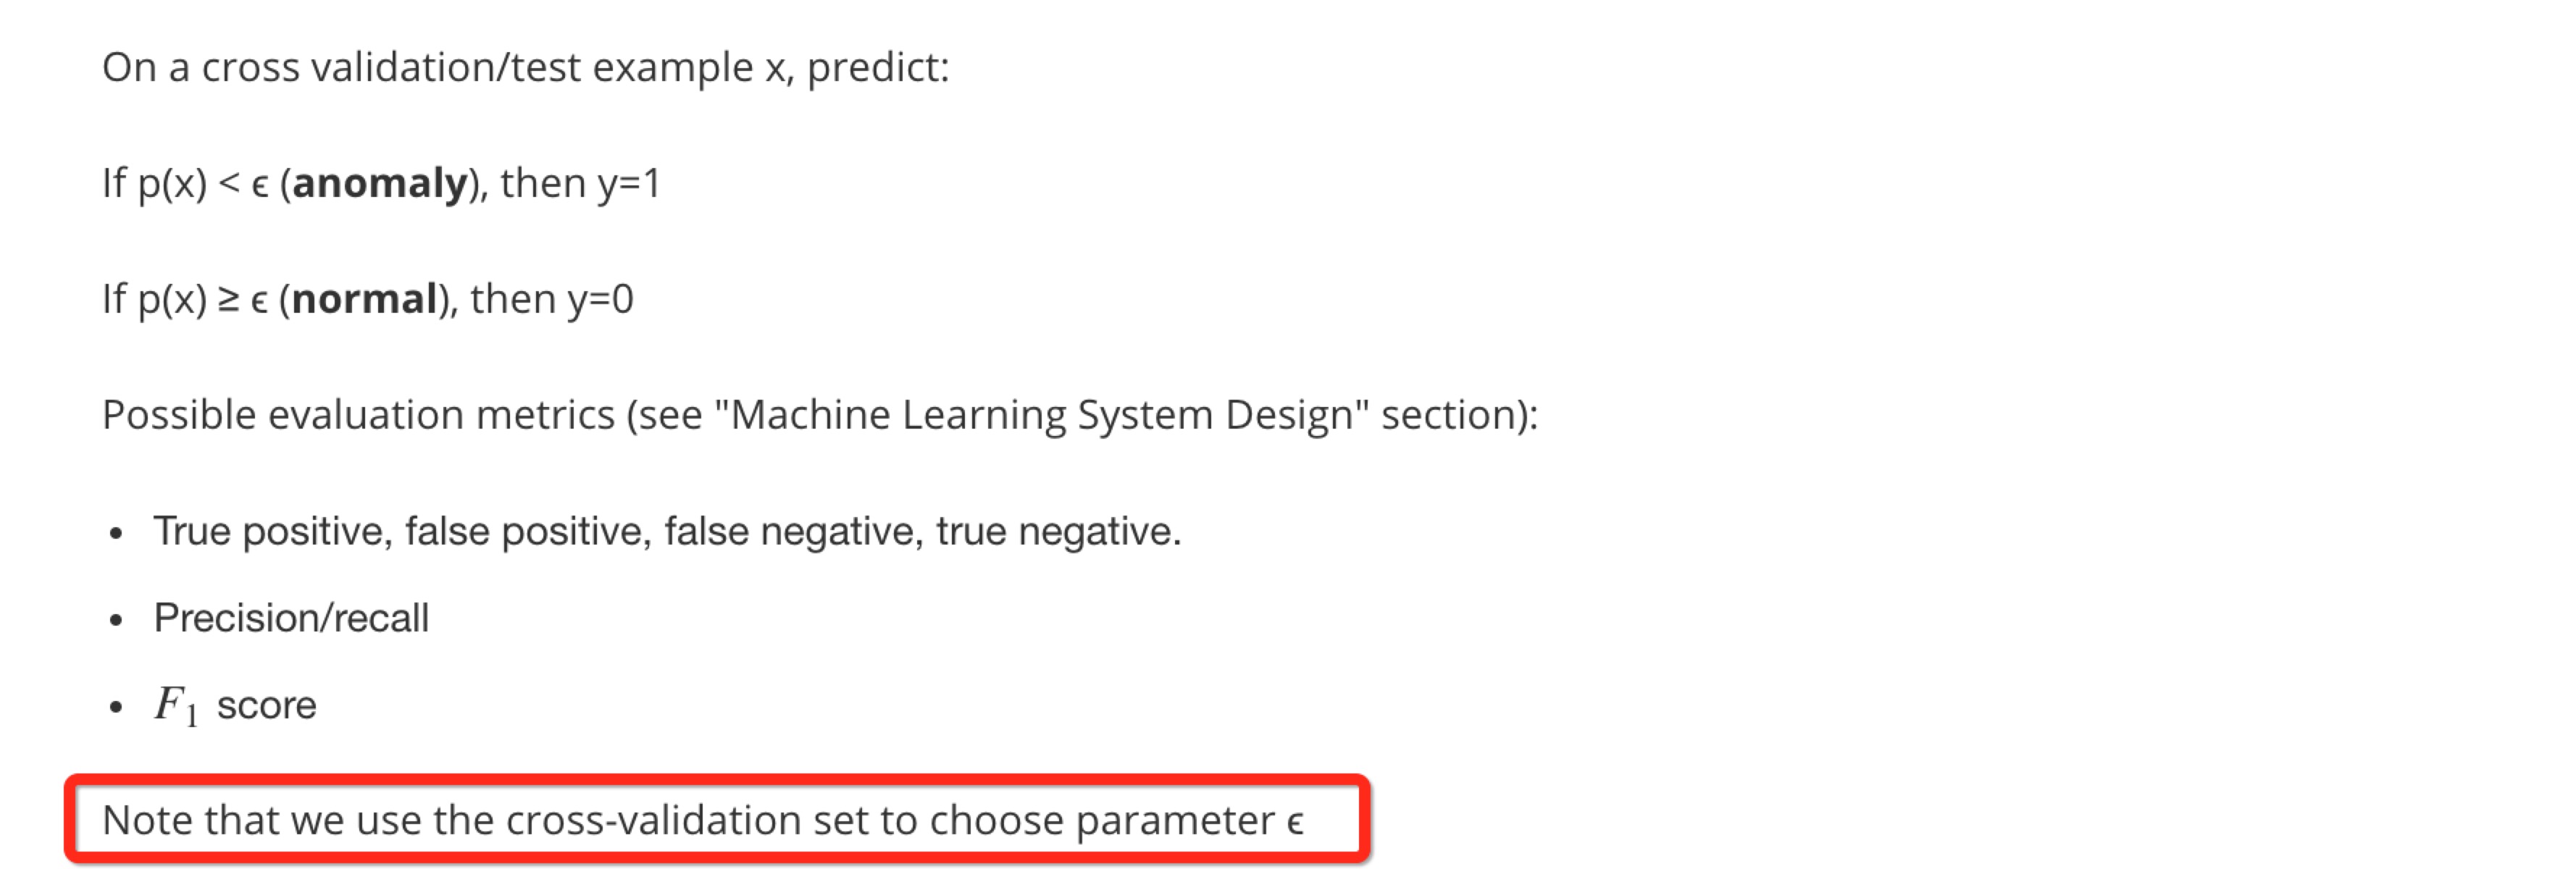 On a cross validation/test example x, predict:
If p(x) < ϵ (anomaly), then y=1
If p(x) ≥ ϵ (normal), then y=0
Possible evaluation metrics (see "Machine Learning System Design" section):
• True positive, false positive, false negative, true negative.
• Precision/recall
• F₁ score
Note that we use the cross-validation set to choose parameter ϵ